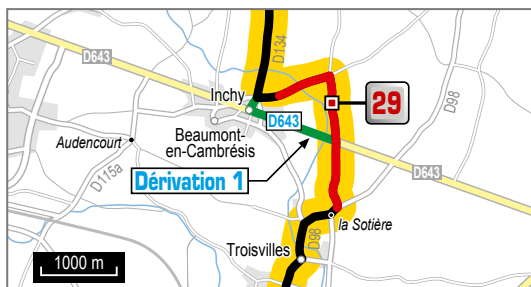 D643
D134
Inchy
29
D98
D643
Beaumont-
en-Cambrésis
Audencourt
D115a
Dérivation 1
D643
la Sotière
D98
Troisvilles
1000 m